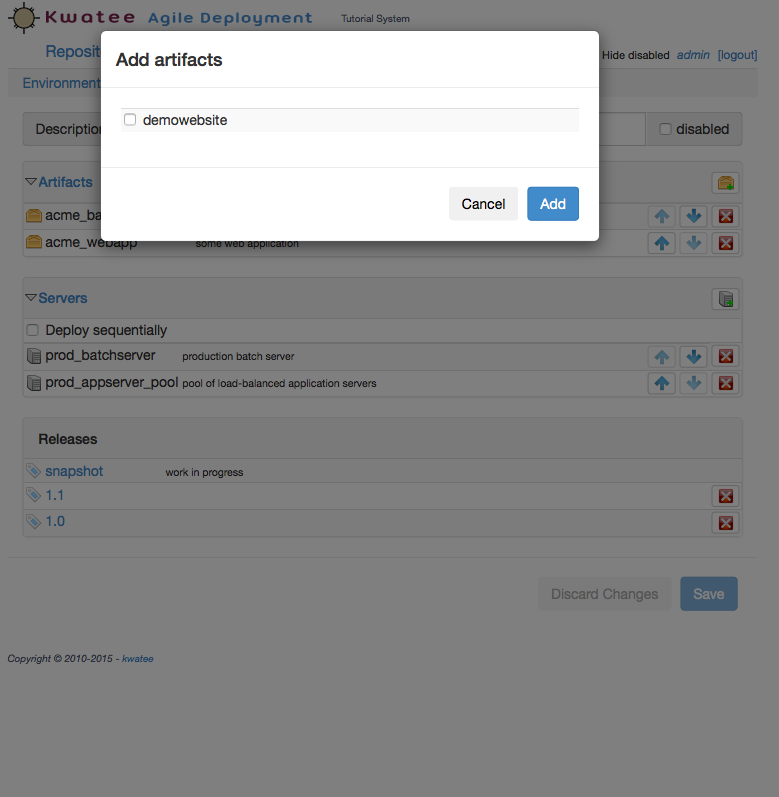 Kwatee Agile Deployment Tutorial System
Reposit Hide disabled admin [logout]
Environment
Add artifacts
demowebsite
Cancel Add
Description disabled
Artifacts
acme_ba
acme_webapp some web application
Servers
Deploy sequentially
prod_batchserver production batch server
prod_appserver_pool pool of load-balanced application servers
Releases
snapshot work in progress
1.1
1.0
Discard Changes Save
Copyright © 2010-2015 - kwatee